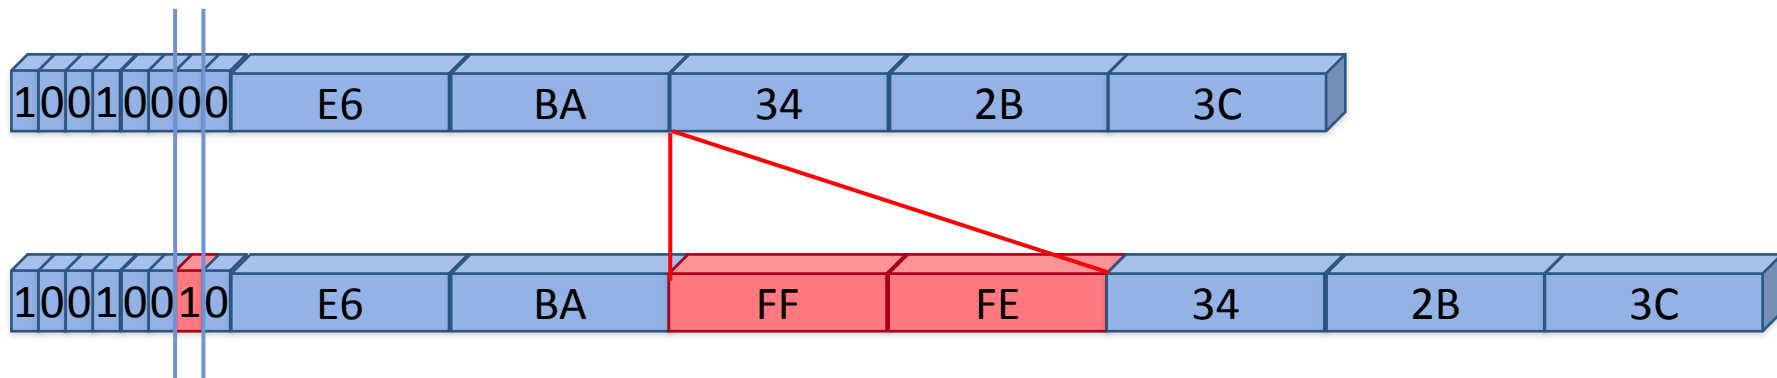 10010000 E6 BA 34 2B 3C
10010010 E6 BA FF FE 34 2B 3C